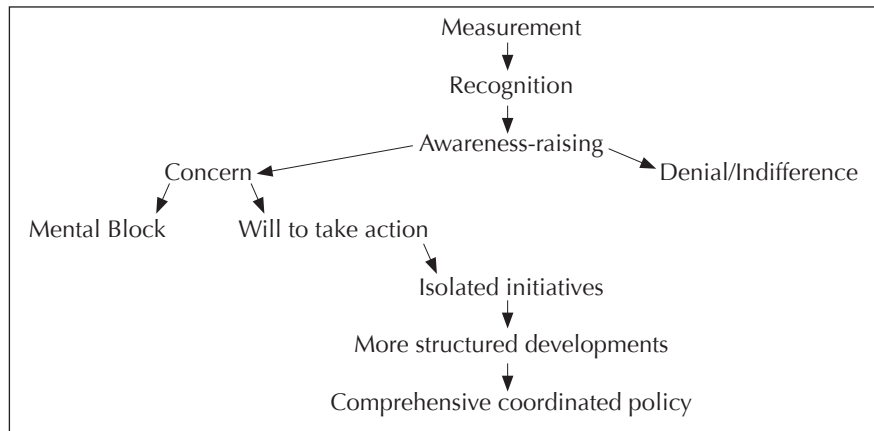 Measurement
Recognition
Awareness-raising
Concern
Denial/Indifference
Mental Block
Will to take action
Isolated initiatives
More structured developments
Comprehensive coordinated policy